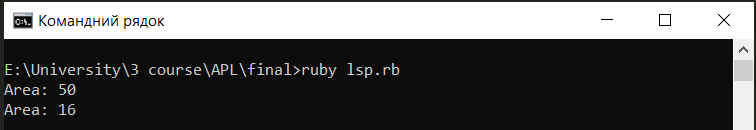 Командний рядок
E:\University\3 course\APL\final>ruby lsp.rb
Area: 50
Area: 16